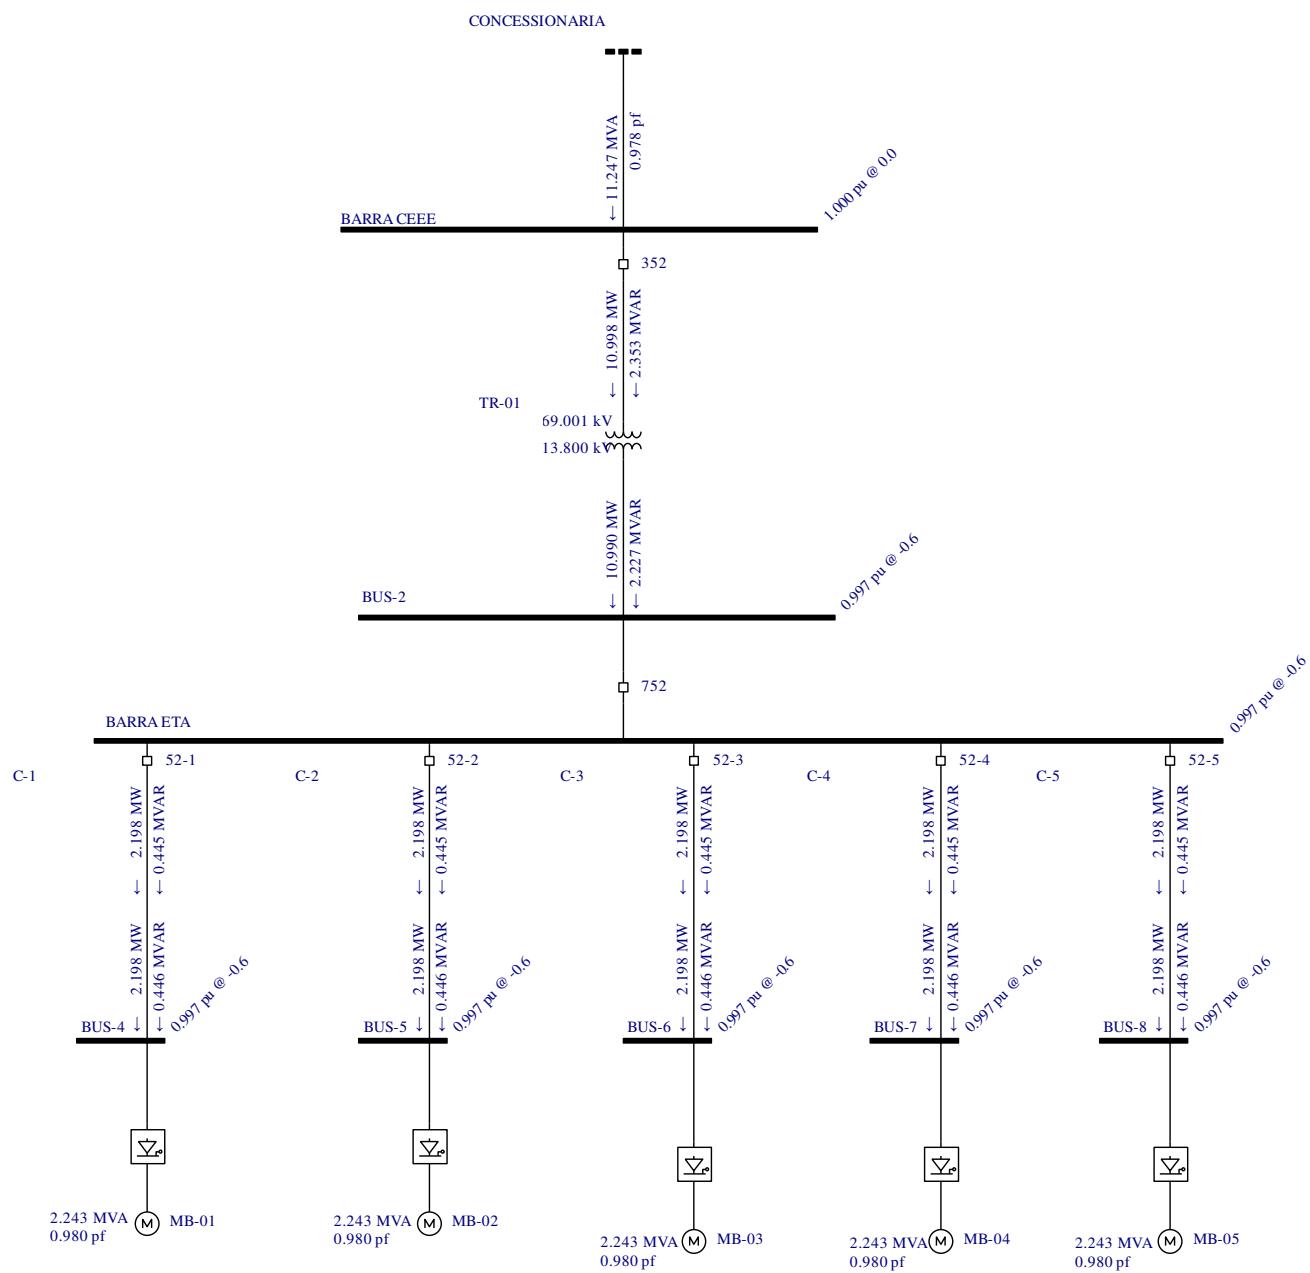 CONCESSIONARIA
← 11.247 MVA
0.978 pf
1.000 pu @ 0.0
BARRA CEEE
352
← 10.998 MW
← 2.353 MVAR
TR-01
69.001 kV
13.800 kV
← 10.990 MW
← 2.227 MVAR
0.997 pu @ -0.6
BUS-2
752
0.997 pu @ -0.6
BARRA ETA
C-1
52-1
C-2
52-2
C-3
52-3
C-4
52-4
C-5
52-5
← 2.198 MW
← 0.445 MVAR
← 2.198 MW
← 0.445 MVAR
← 2.198 MW
← 0.445 MVAR
← 2.198 MW
← 0.445 MVAR
← 2.198 MW
← 0.445 MVAR
← 2.198 MW
← 0.446 MVAR
0.997 pu @ -0.6
← 2.198 MW
← 0.446 MVAR
0.997 pu @ -0.6
← 2.198 MW
← 0.446 MVAR
0.997 pu @ -0.6
← 2.198 MW
← 0.446 MVAR
0.997 pu @ -0.6
← 2.198 MW
← 0.446 MVAR
0.997 pu @ -0.6
BUS-4
BUS-5
BUS-6
BUS-7
BUS-8
2.243 MVA
0.980 pf
M
MB-01
2.243 MVA
0.980 pf
M
MB-02
2.243 MVA
0.980 pf
M
MB-03
2.243 MVA
0.980 pf
M
MB-04
2.243 MVA
0.980 pf
M
MB-05